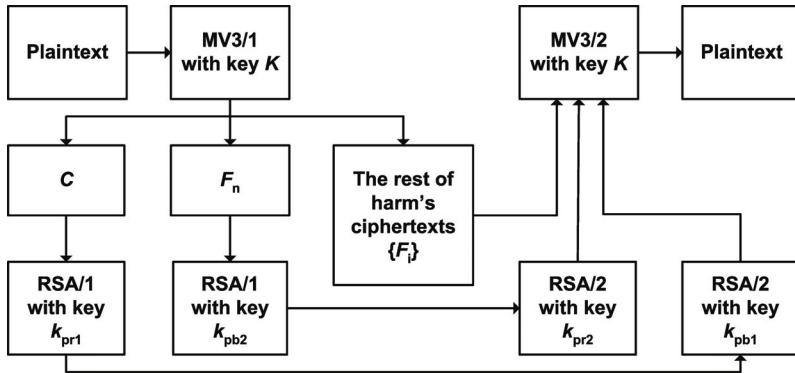 Plaintext
MV3/1
with key K
MV3/2
with key K
Plaintext
C
Fn
The rest of
harm's
ciphertexts
{Fi}
RSA/1
with key
kpr1
RSA/1
with key
kpb2
RSA/2
with key
kpr2
RSA/2
with key
kpb1